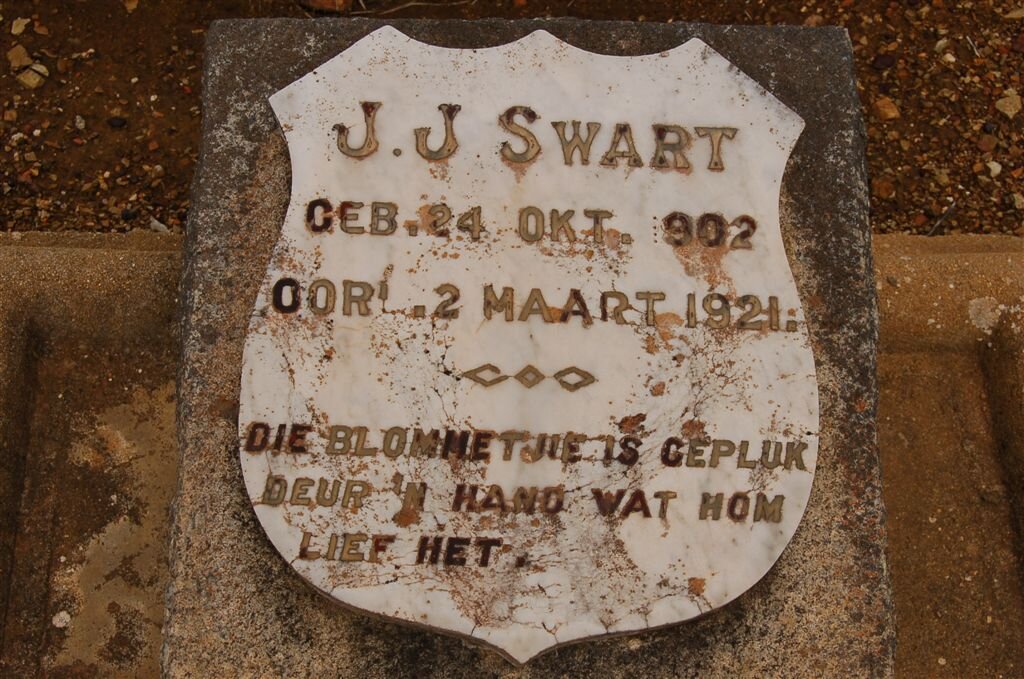 J.J SWART
GEB. 24 OKT. 902
OORL. 2 MAART 1921.
DIE BLOMMETJIE IS GEPLUK
DEUR 'N HAND WAT HOM
LIEF HET.